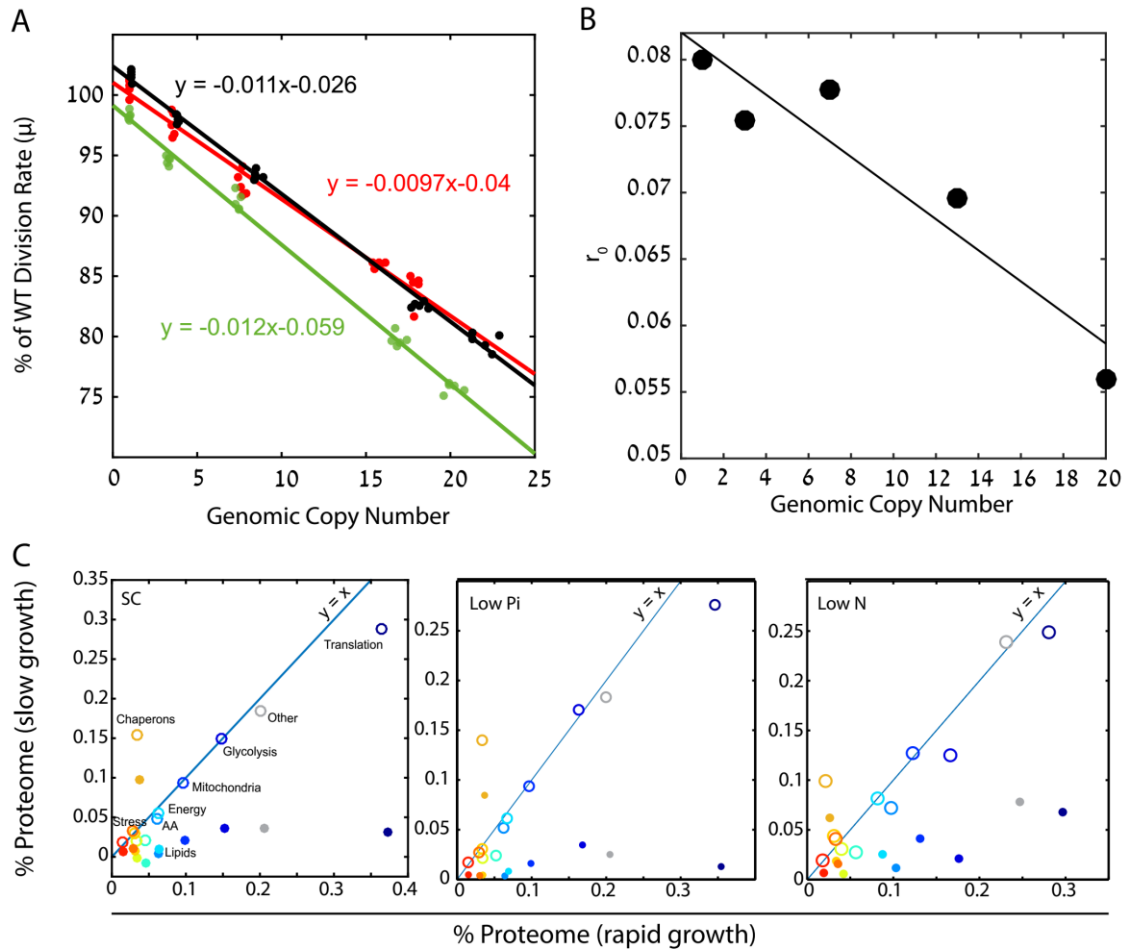 A
% of WT Division Rate (μ)
100
95
90
85
80
75
y = -0.011x-0.026
y = -0.0097x-0.04
y = -0.012x-0.059
0 5 10 15 20 25
Genomic Copy Number
B
r0
0.08
0.075
0.07
0.065
0.06
0.055
0.05
0 2 4 6 8 10 12 14 16 18 20
Genomic Copy Number
C
% Proteome (slow growth)
0.35
0.3
0.25
0.2
0.15
0.1
0.05
0
SC
y = x
Translation
Chaperons
Other
Glycolysis
Mitochondria
Energy
Stress
AA
Lipids
0 0.1 0.2 0.3 0.4
Low Pi
y = x
0.25
0.2
0.15
0.1
0.05
0
0 0.1 0.2 0.3
Low N
y = x
0.25
0.2
0.15
0.1
0.05
0
0 0.1 0.2 0.3
% Proteome (rapid growth)